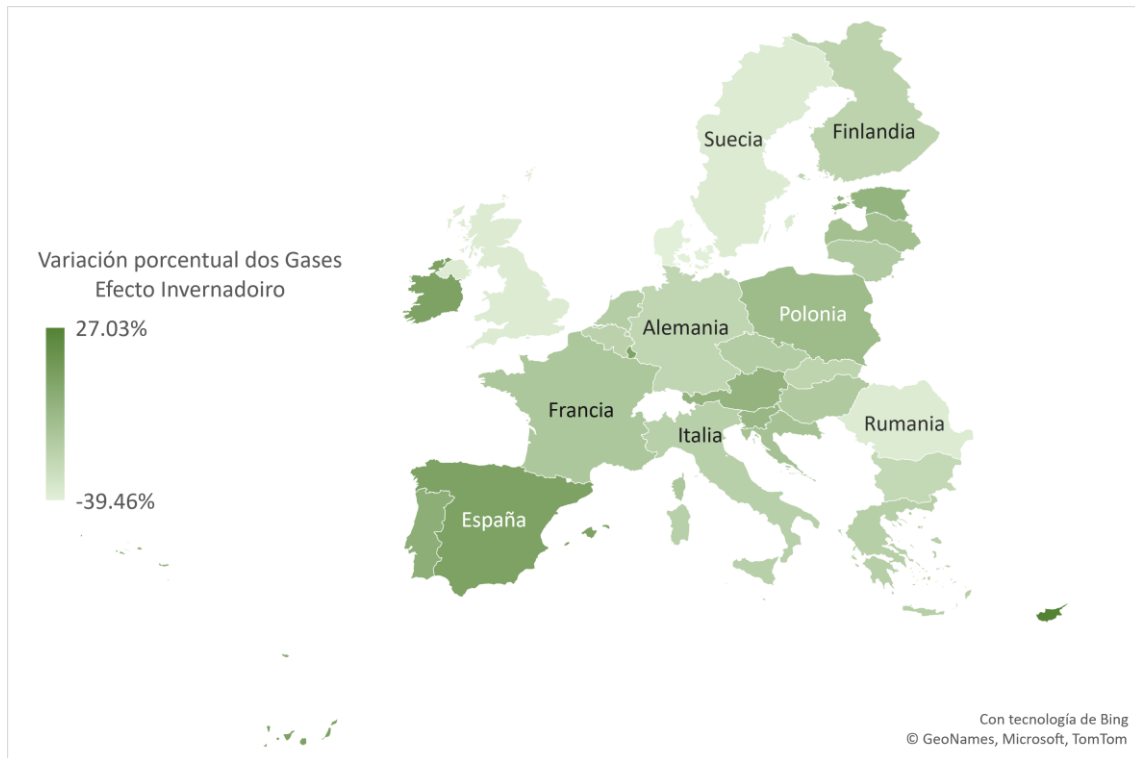 Suecia
Finlandia
Variación porcentual dos Gases
Efecto Invernadoiro
27.03%
-39.46%
Alemania
Polonia
Francia
Italia
Rumania
España
Con tecnología de Bing
© GeoNames, Microsoft, TomTom